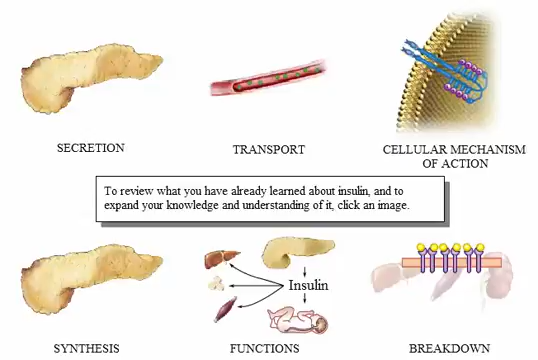 SECRETION
TRANSPORT
CELLULAR MECHANISM
OF ACTION
To review what you have already learned about insulin, and to
expand your knowledge and understanding of it, click an image.
Insulin
SYNTHESIS
FUNCTIONS
BREAKDOWN